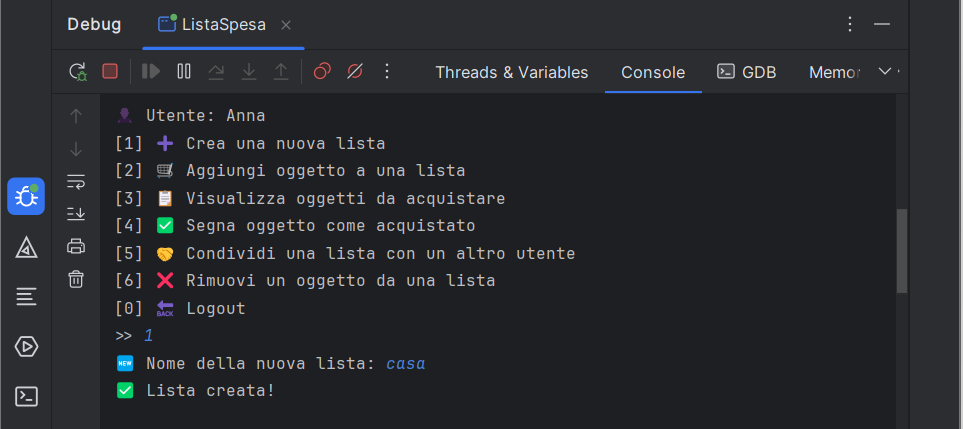 Debug ListaSpesa
Threads & Variables Console GDB Memor
👤 Utente: Anna
[1] ➕ Crea una nuova lista
[2] 🛒 Aggiungi oggetto a una lista
[3] 📋 Visualizza oggetti da acquistare
[4] ✅ Segna oggetto come acquistato
[5] 🤝 Condividi una lista con un altro utente
[6] ❌ Rimuovi un oggetto da una lista
[0] 🔙 Logout
>> 1
🆕 Nome della nuova lista: casa
✅ Lista creata!